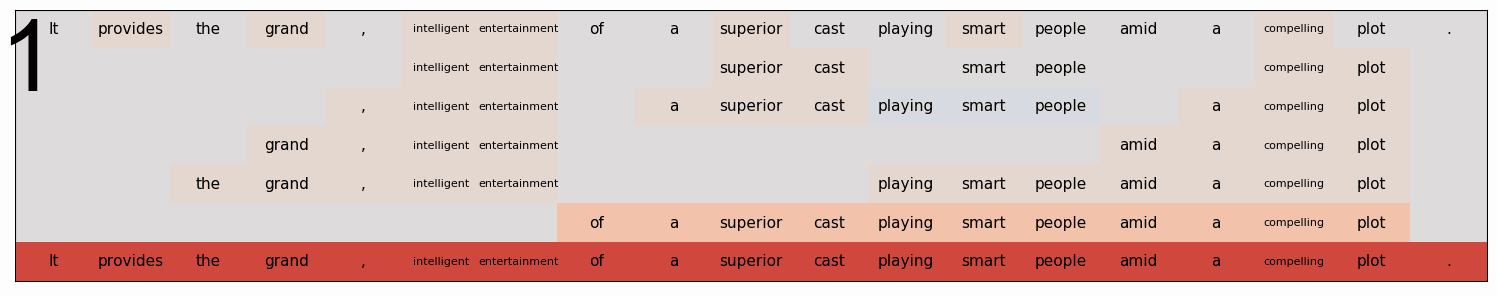 1
It provides the grand , intelligent entertainment of a superior cast playing smart people amid a compelling plot .
intelligent entertainment superior cast smart people compelling plot
, intelligent entertainment a superior cast playing smart people a compelling plot
grand , intelligent entertainment amid a compelling plot
the grand , intelligent entertainment playing smart people amid a compelling plot
of a superior cast playing smart people amid a compelling plot
It provides the grand , intelligent entertainment of a superior cast playing smart people amid a compelling plot .